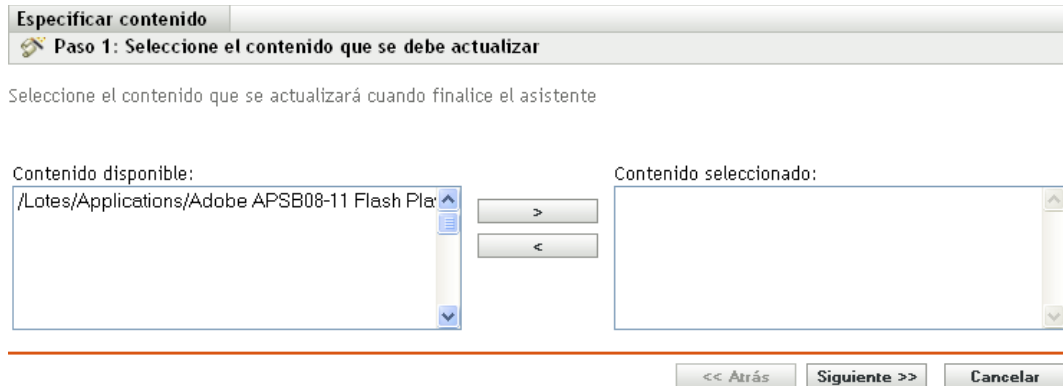 Especificar contenido
Paso 1: Seleccione el contenido que se debe actualizar
Seleccione el contenido que se actualizará cuando finalice el asistente
Contenido disponible:
Contenido seleccionado:
/Lotes/Applications/Adobe APSB08-11 Flash Pla
>
<
<< Atrás
Siguiente >>
Cancelar